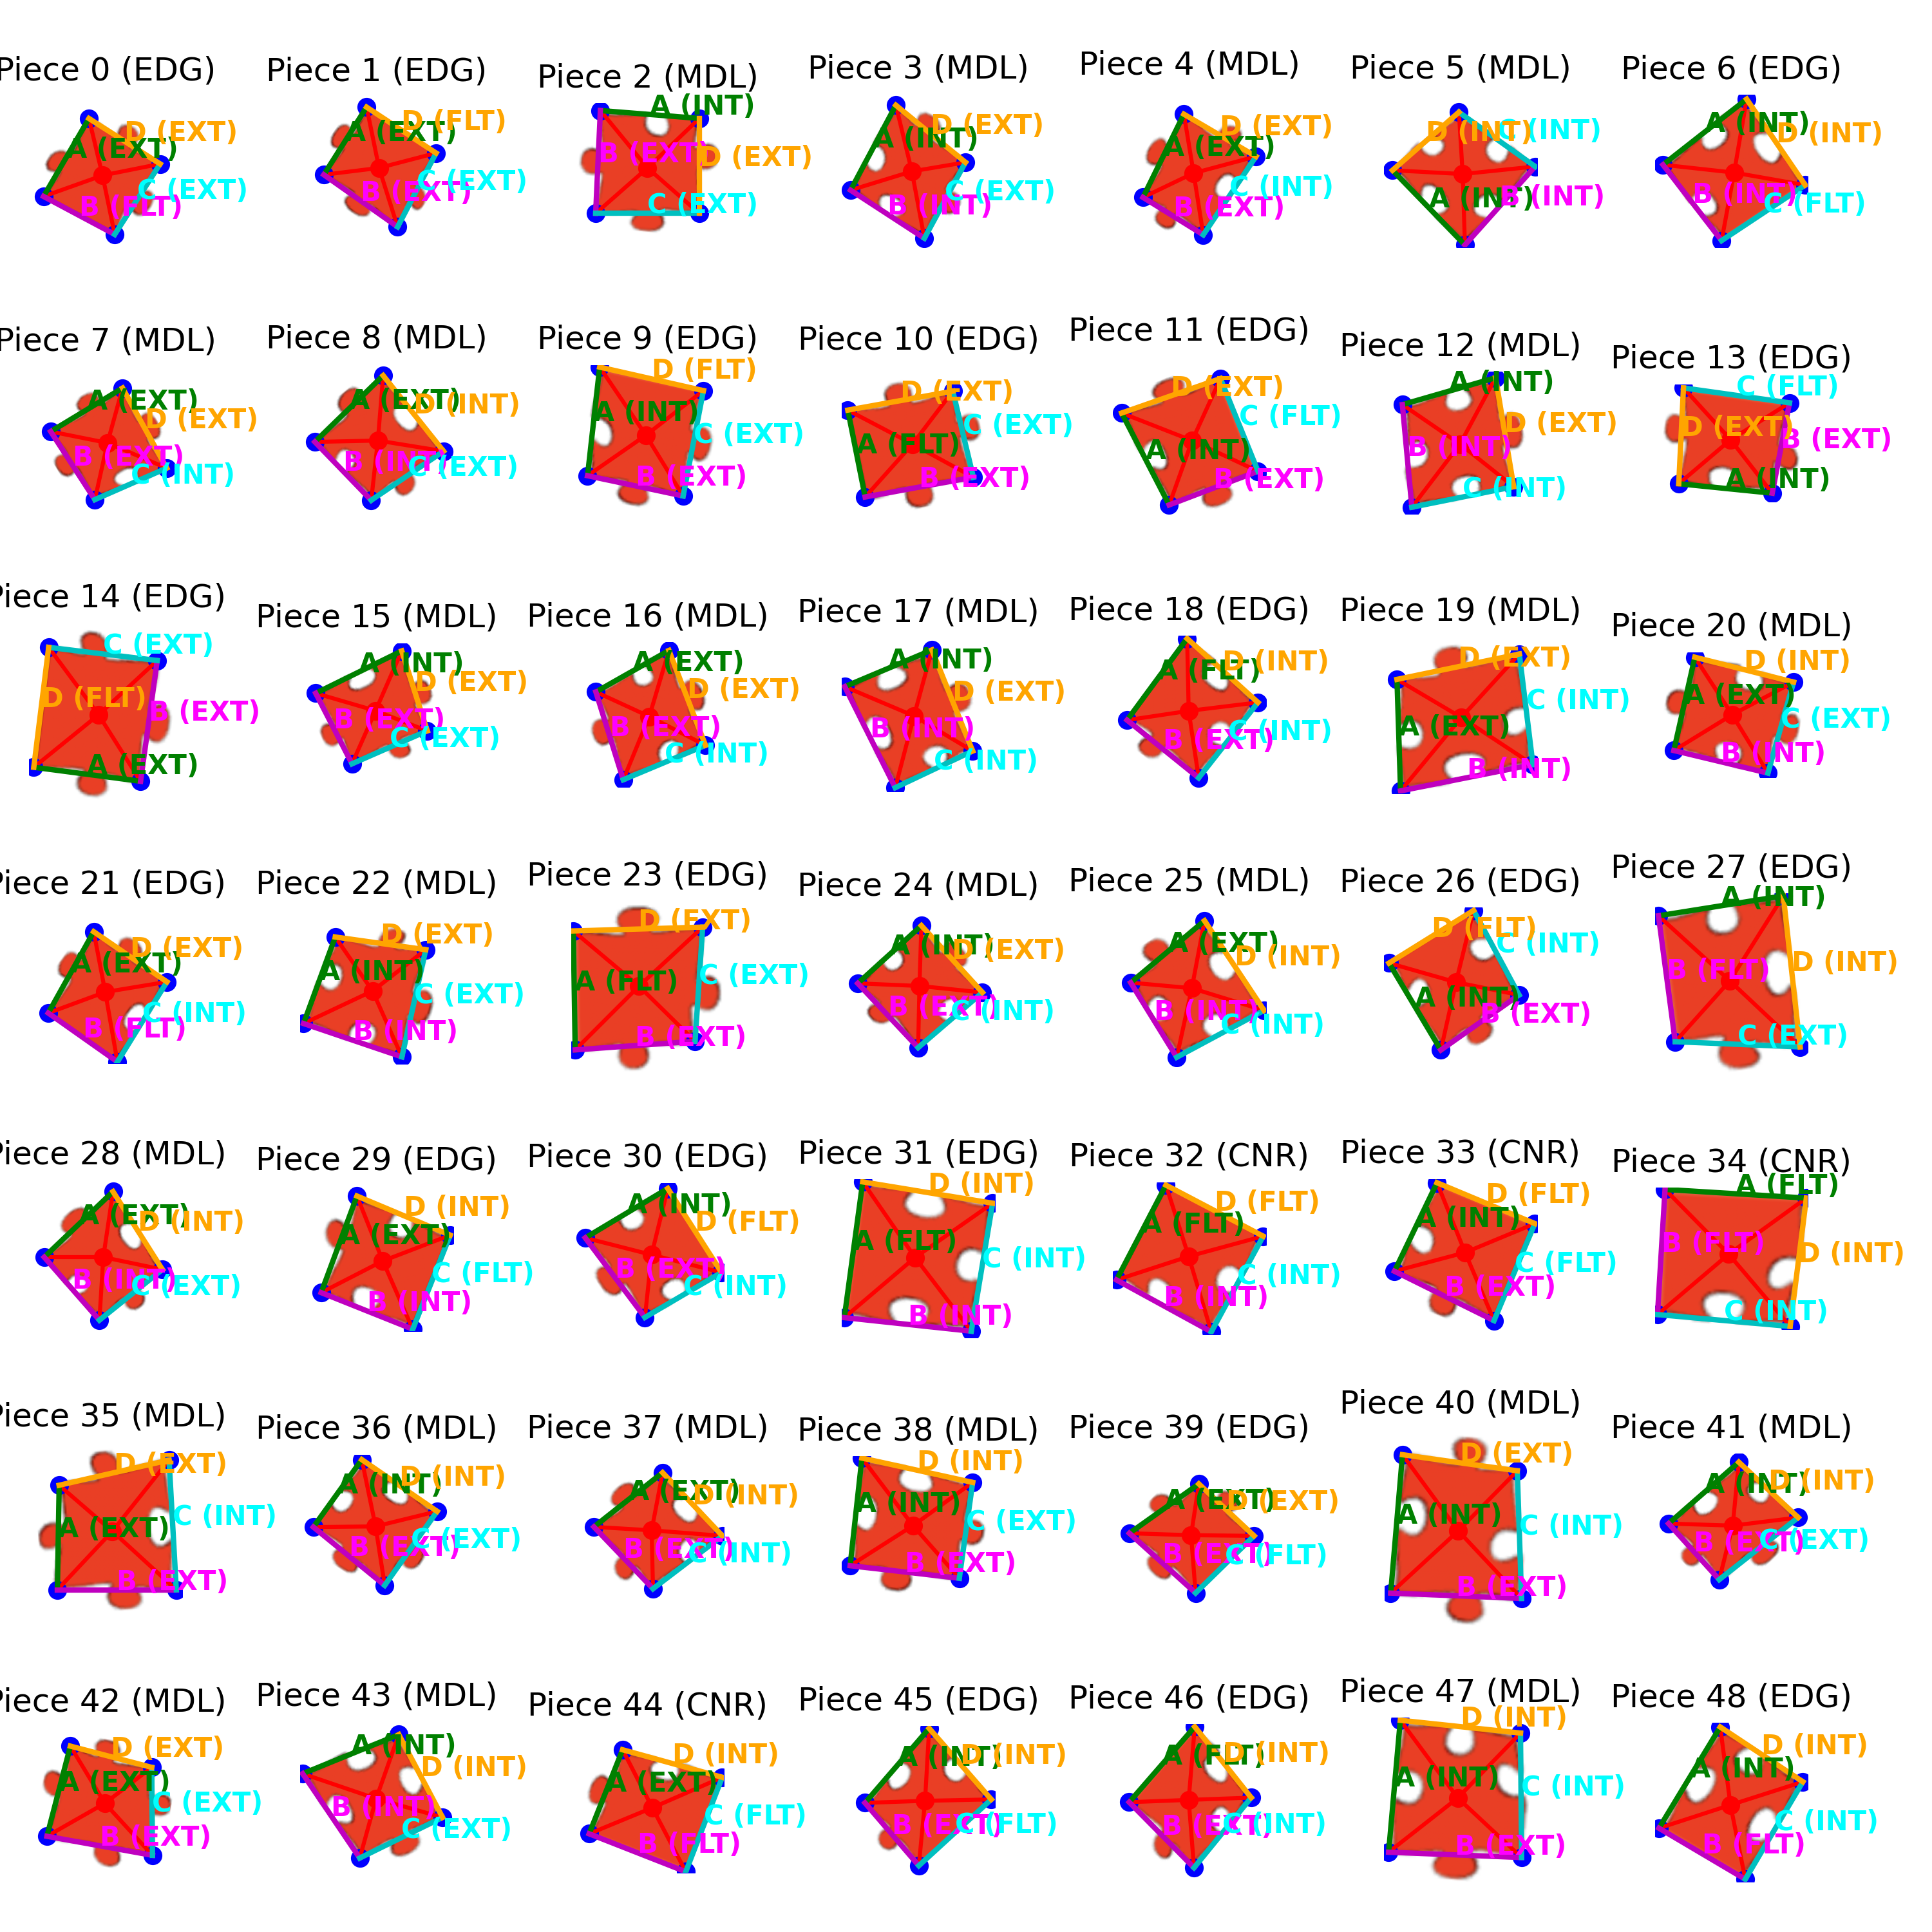 Piece 0 (EDG) Piece 1 (EDG) Piece 2 (MDL) Piece 3 (MDL) Piece 4 (MDL) Piece 5 (MDL) Piece 6 (EDG)
A (EXT) B (FLT) C (EXT) D (EXT)
A (EXT) B (EXT) C (EXT) D (FLT)
A (INT) B (EXT) C (EXT) D (EXT)
A (INT) B (INT) C (EXT) D (EXT)
A (EXT) B (EXT) C (INT) D (EXT)
A (INT) B (INT) C (INT) D (INT)
A (INT) B (INT) C (FLT) D (INT)
Piece 7 (MDL) Piece 8 (MDL) Piece 9 (EDG) Piece 10 (EDG) Piece 11 (EDG) Piece 12 (MDL) Piece 13 (EDG)
A (EXT) B (EXT) C (INT) D (EXT)
A (EXT) B (INT) C (EXT) D (INT)
A (INT) B (EXT) C (EXT) D (FLT)
A (FLT) B (EXT) C (EXT) D (EXT)
A (INT) B (EXT) C (FLT) D (EXT)
A (INT) B (INT) C (INT) D (EXT)
A (INT) B (EXT) C (FLT) D (EXT)
iece 14 (EDG) Piece 15 (MDL) Piece 16 (MDL) Piece 17 (MDL) Piece 18 (EDG) Piece 19 (MDL) Piece 20 (MDL)
A (EXT) B (EXT) C (EXT) D (FLT)
A (INT) B (EXT) C (EXT) D (EXT)
A (EXT) B (EXT) C (INT) D (EXT)
A (INT) B (INT) C (INT) D (EXT)
A (FLT) B (EXT) C (INT) D (INT)
A (EXT) B (INT) C (INT) D (EXT)
A (EXT) B (INT) C (EXT) D (INT)
iece 21 (EDG) Piece 22 (MDL) Piece 23 (EDG) Piece 24 (MDL) Piece 25 (MDL) Piece 26 (EDG) Piece 27 (EDG)
A (EXT) B (FLT) C (INT) D (EXT)
A (INT) B (INT) C (EXT) D (EXT)
A (FLT) B (EXT) C (EXT) D (EXT)
A (INT) B (EXT) C (INT) D (EXT)
A (EXT) B (INT) C (INT) D (INT)
A (INT) B (EXT) C (INT) D (FLT)
A (INT) B (FLT) C (EXT) D (INT)
iece 28 (MDL) Piece 29 (EDG) Piece 30 (EDG) Piece 31 (EDG) Piece 32 (CNR) Piece 33 (CNR) Piece 34 (CNR)
A (EXT) B (INT) C (EXT) D (INT)
A (EXT) B (INT) C (FLT) D (INT)
A (INT) B (EXT) C (INT) D (FLT)
A (FLT) B (INT) C (INT) D (INT)
A (FLT) B (INT) C (INT) D (FLT)
A (INT) B (EXT) C (FLT) D (FLT)
A (FLT) B (FLT) C (INT) D (INT)
iece 35 (MDL) Piece 36 (MDL) Piece 37 (MDL) Piece 38 (MDL) Piece 39 (EDG) Piece 40 (MDL) Piece 41 (MDL)
A (EXT) B (EXT) C (INT) D (EXT)
A (INT) B (EXT) C (EXT) D (INT)
A (EXT) B (EXT) C (INT) D (INT)
A (INT) B (EXT) C (EXT) D (INT)
A (EXT) B (EXT) C (FLT) D (EXT)
A (INT) B (EXT) C (INT) D (EXT)
A (INT) B (EXT) C (EXT) D (INT)
iece 42 (MDL) Piece 43 (MDL) Piece 44 (CNR) Piece 45 (EDG) Piece 46 (EDG) Piece 47 (MDL) Piece 48 (EDG)
A (EXT) B (EXT) C (EXT) D (EXT)
A (INT) B (INT) C (EXT) D (INT)
A (EXT) B (FLT) C (FLT) D (INT)
A (INT) B (EXT) C (FLT) D (INT)
A (FLT) B (EXT) C (INT) D (INT)
A (INT) B (EXT) C (INT) D (INT)
A (INT) B (FLT) C (INT) D (INT)